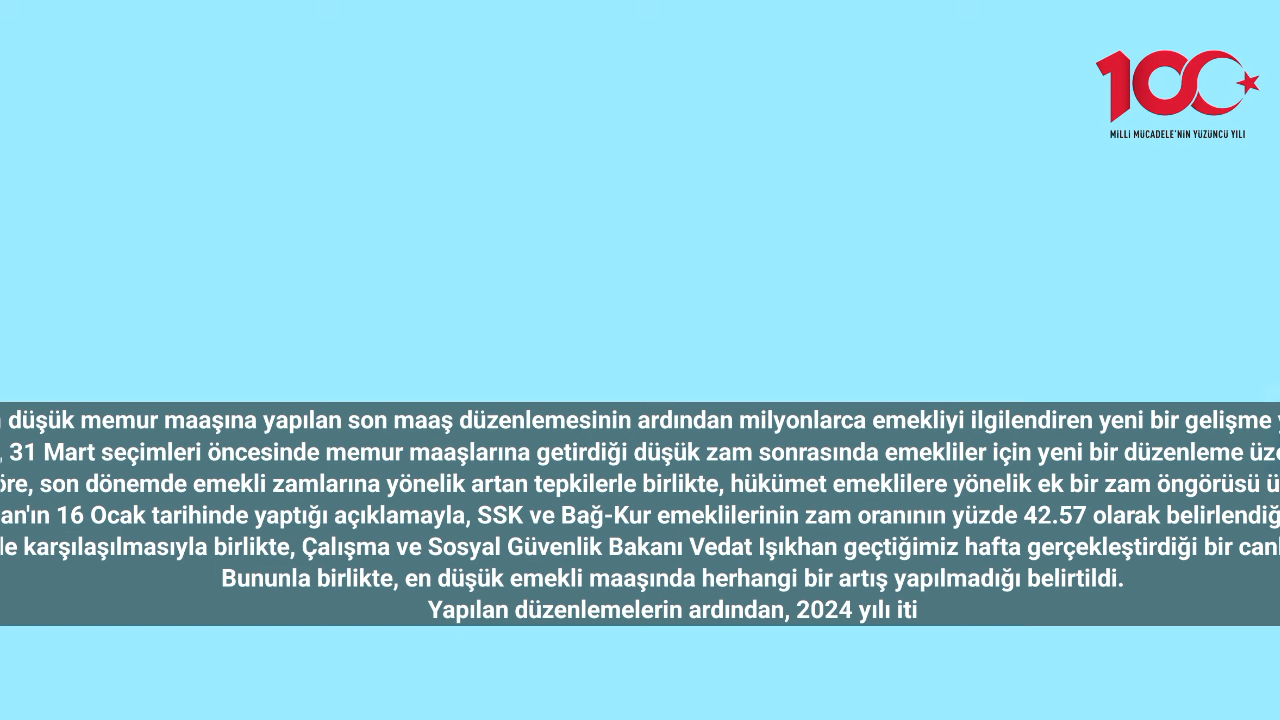 100
MİLLİ MÜCADELE'NİN YÜZÜNCÜ YILI
düşük memur maaşına yapılan son maaş düzenlemesinin ardından milyonlarca emekliyi ilgilendiren yeni bir gelişme
, 31 Mart seçimleri öncesinde memur maaşlarına getirdiği düşük zam sonrasında emekliler için yeni bir düzenleme
öre, son dönemde emekli zamlarına yönelik artan tepkilerle birlikte, hükümet emeklilere yönelik ek bir zam öngörüsü
an'ın 16 Ocak tarihinde yaptığı açıklamayla, SSK ve Bağ-Kur emeklilerinin zam oranının yüzde 42.57 olarak belirlendiğ
le karşılaşılmasıyla birlikte, Çalışma ve Sosyal Güvenlik Bakanı Vedat Işıkhan geçtiğimiz hafta gerçekleştirdiği bir
Bununla birlikte, en düşük emekli maaşında herhangi bir artış yapılmadığı belirtildi.
Yapılan düzenlemelerin ardından, 2024 yılı iti